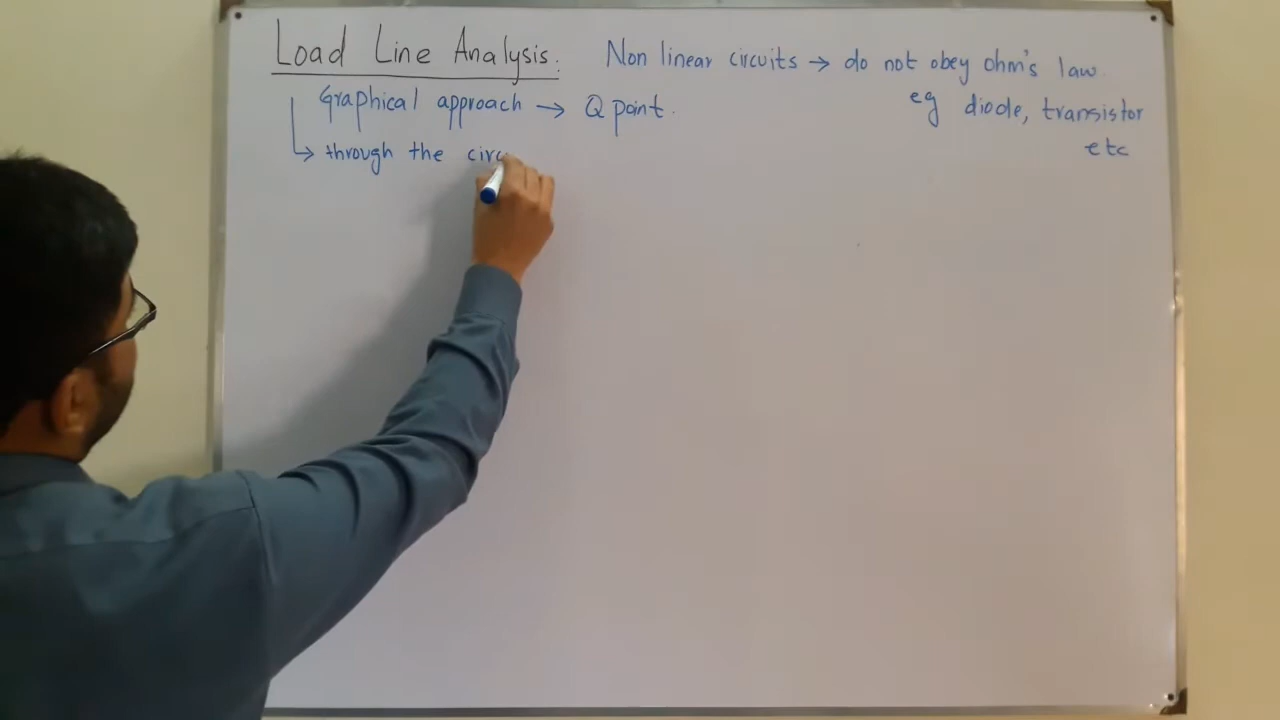 Load Line Analysis:
Non linear circuits → do not obey ohm's law.
eg diode, transistor
etc
Graphical approach → Q point.
↳ through the circ